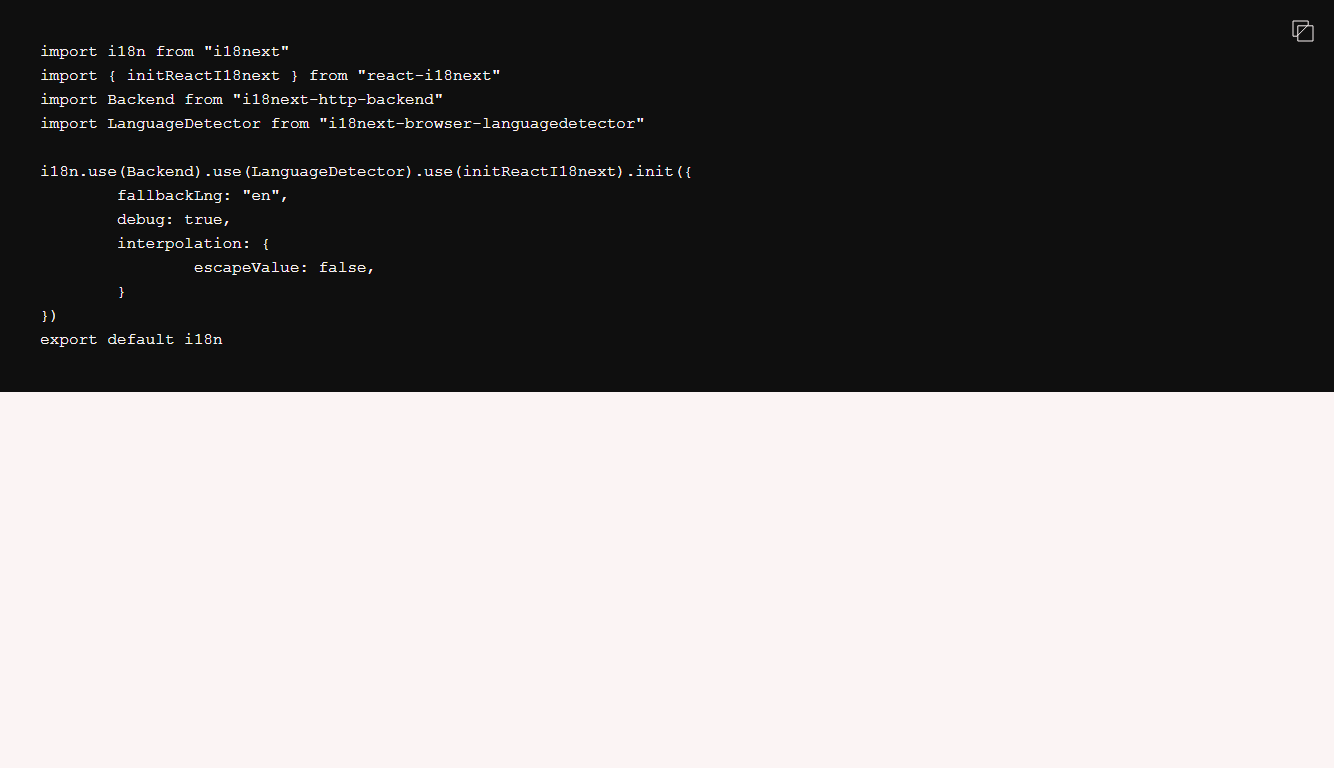 import i18n from "i18next"
import { initReactI18next } from "react-i18next"
import Backend from "i18next-http-backend"
import LanguageDetector from "i18next-browser-languagedetector"

i18n.use(Backend).use(LanguageDetector).use(initReactI18next).init({
        fallbackLng: "en",
        debug: true,
        interpolation: {
                escapeValue: false,
        }
})
export default i18n